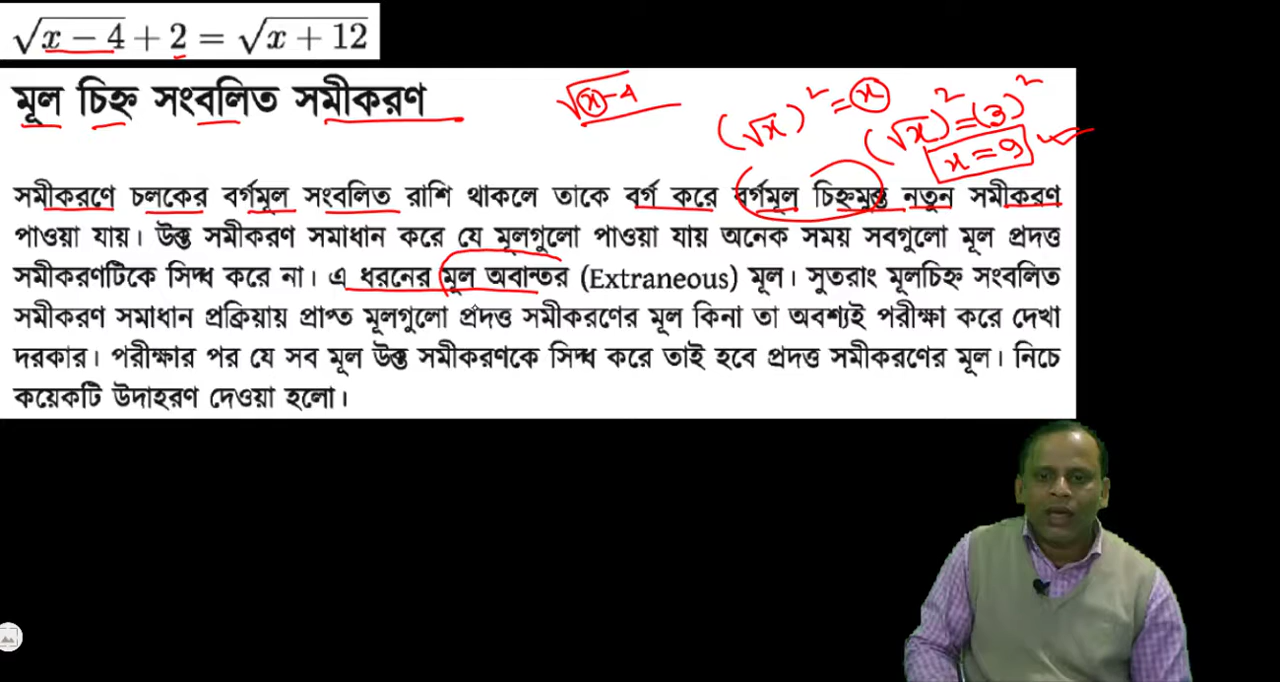 √(x − 4) + 2 = √(x + 12)
মূল চিহ্ন সংবলিত সমীকরণ
√x-4
(√x)² = x
(√x)² = (3)²
x = 9
সমীকরণে চলকের বর্গমূল সংবলিত রাশি থাকলে তাকে বর্গ করে বর্গমূল চিহ্নমুক্ত নতুন সমীকরণ
পাওয়া যায়। উক্ত সমীকরণ সমাধান করে যে মূলগুলো পাওয়া যায় অনেক সময় সবগুলো মূল প্রদত্ত
সমীকরণটিকে সিদ্ধ করে না। এ ধরনের মূল অবান্তর (Extraneous) মূল। সুতরাং মূলচিহ্ন সংবলিত
সমীকরণ সমাধান প্রক্রিয়ায় প্রাপ্ত মূলগুলো প্রদত্ত সমীকরণের মূল কিনা তা অবশ্যই পরীক্ষা করে দেখা
দরকার। পরীক্ষার পর যে সব মূল উক্ত সমীকরণকে সিদ্ধ করে তাই হবে প্রদত্ত সমীকরণের মূল। নিচে
কয়েকটি উদাহরণ দেওয়া হলো।